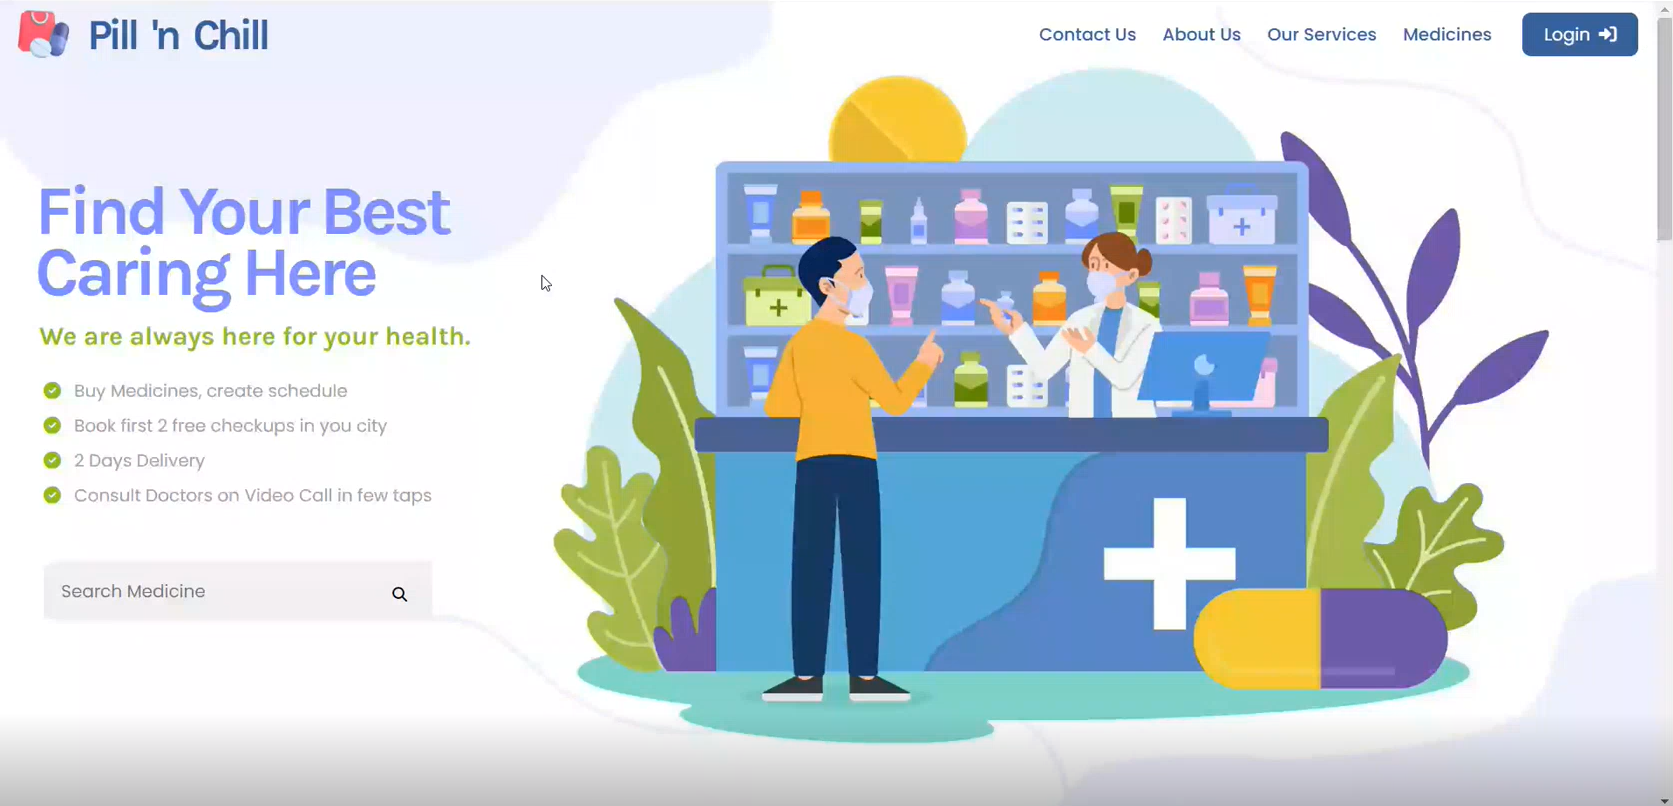 Pill 'n Chill
Contact Us
About Us
Our Services
Medicines
Login
Find Your Best
Caring Here
We are always here for your health.
Buy Medicines, create schedule
Book first 2 free checkups in you city
2 Days Delivery
Consult Doctors on Video Call in few taps
Search Medicine